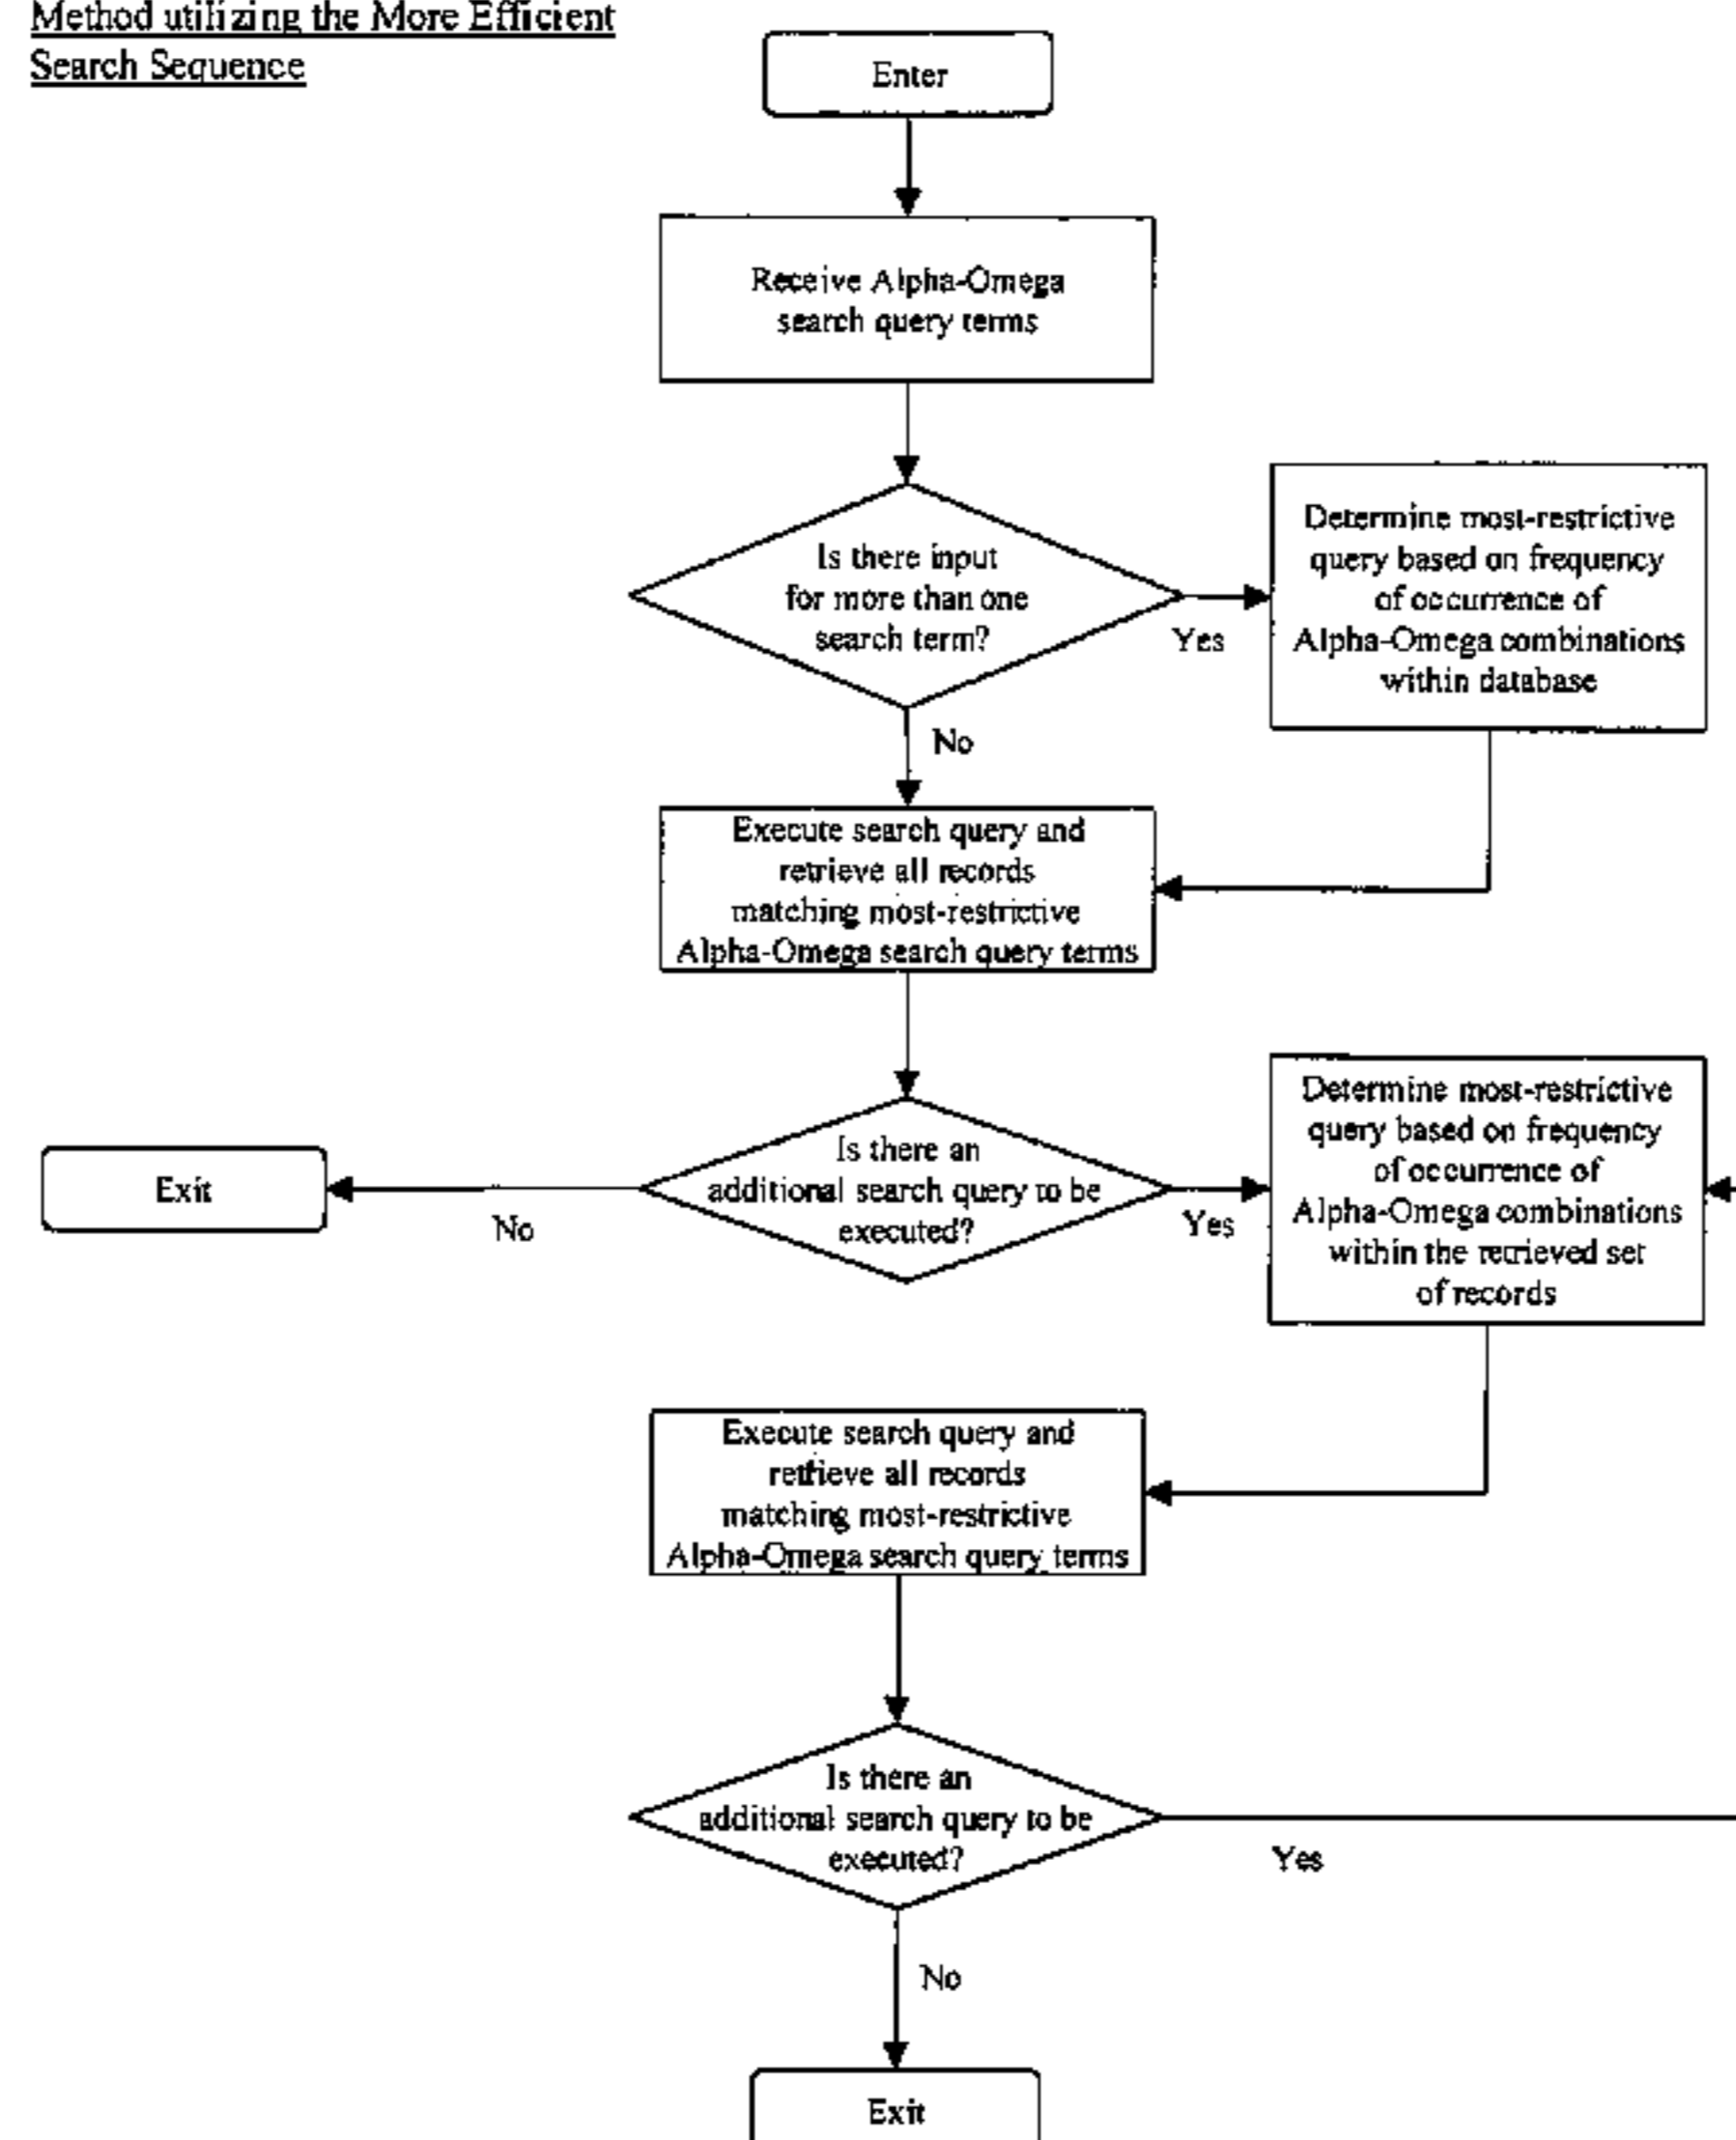 Method utilizing the More Efficient
Search Sequence
Enter
Receive Alpha-Omega
search query terms
Is there input
for more than one
search term?
Yes
Determine most-restrictive
query based on frequency
of occurrence of
Alpha-Omega combinations
within database
No
Execute search query and
retrieve all records
matching most-restrictive
Alpha-Omega search query terms
Is there an
additional search query to be
executed?
No
Exit
Yes
Determine most-restrictive
query based on frequency
of occurrence of
Alpha-Omega combinations
within the retrieved set
of records
Execute search query and
retrieve all records
matching most-restrictive
Alpha-Omega search query terms
Is there an
additional search query to be
executed?
Yes
No
Exit